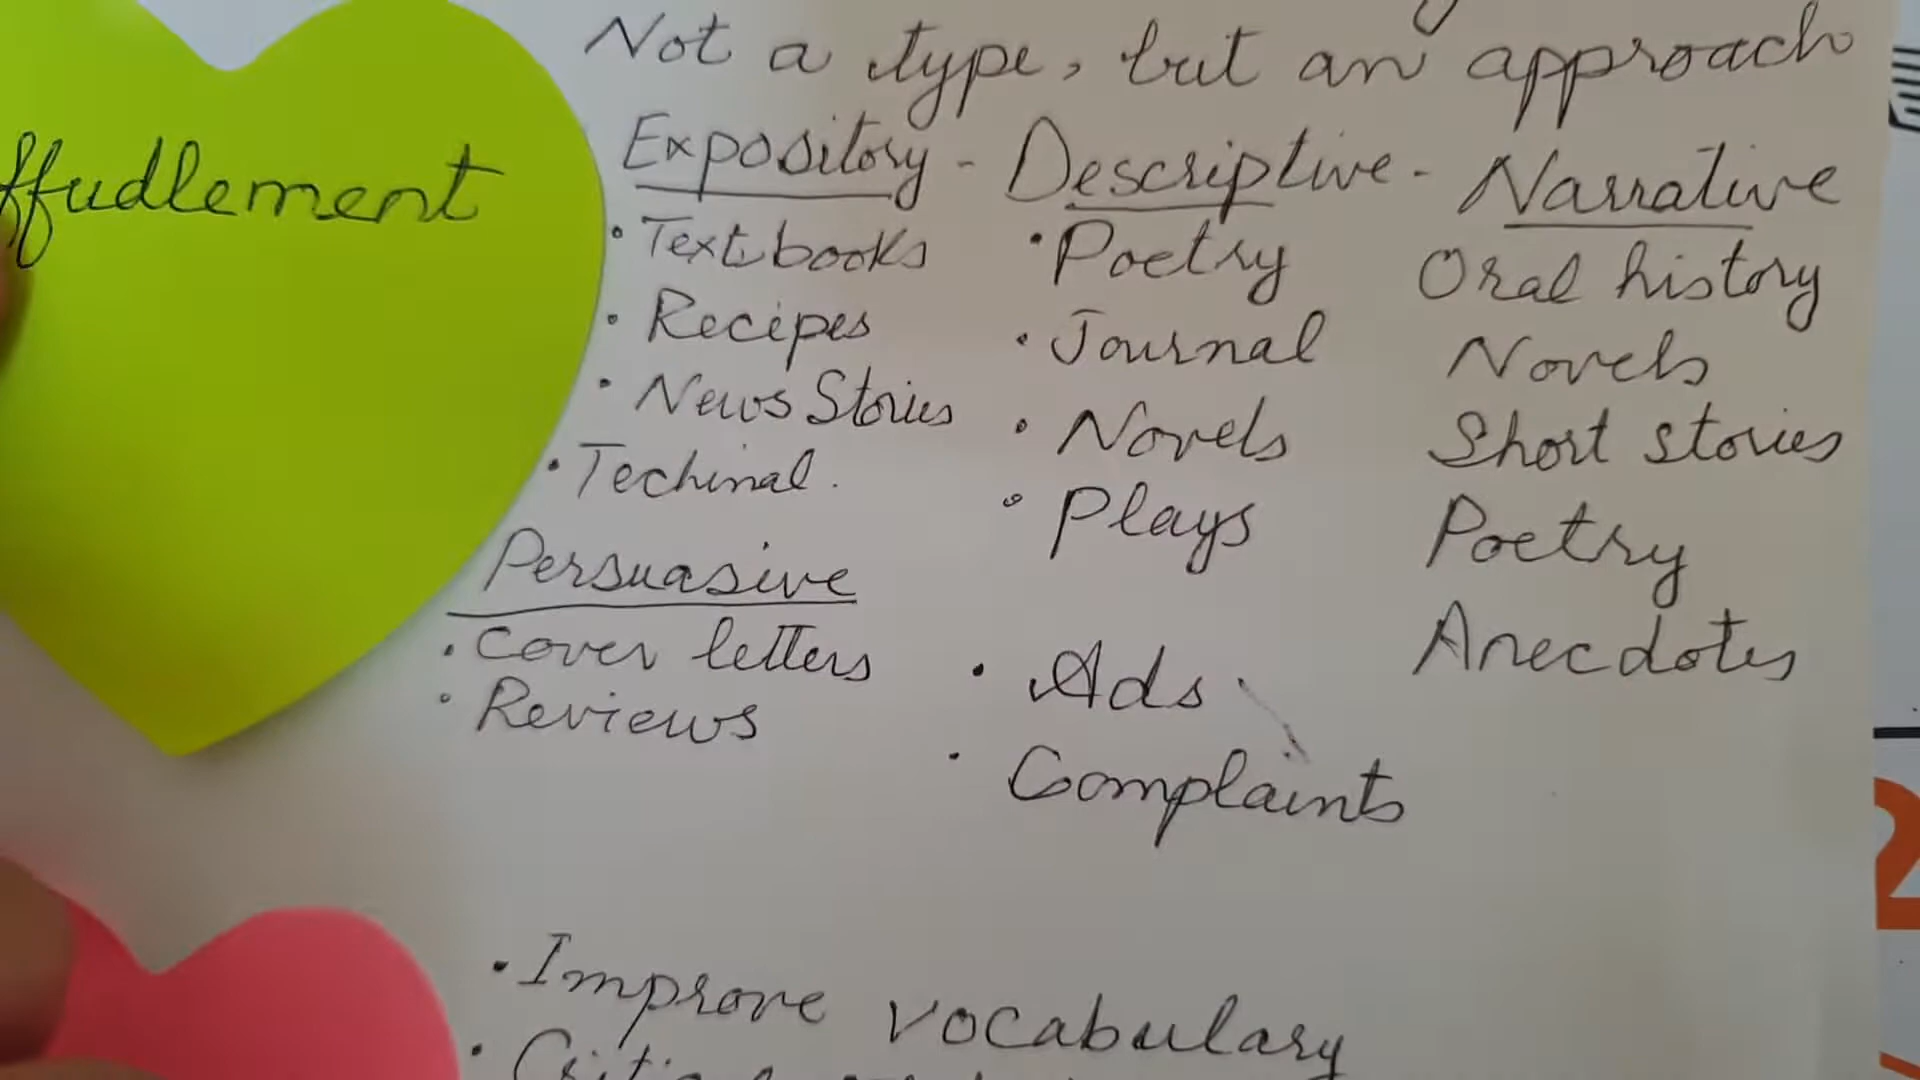 ffudlement
Not a type, but an approach
Expository - Descriptive - Narrative
• Textbooks
• Recipes
• News Stories
• Techinal.
• Poetry
• Journal
• Novels
• Plays
Oral history
Novels
Short stories
Poetry
Anecdotes
Persuasive
• Cover letters
• Reviews
• Ads
• Complaints
• Improve vocabulary
2